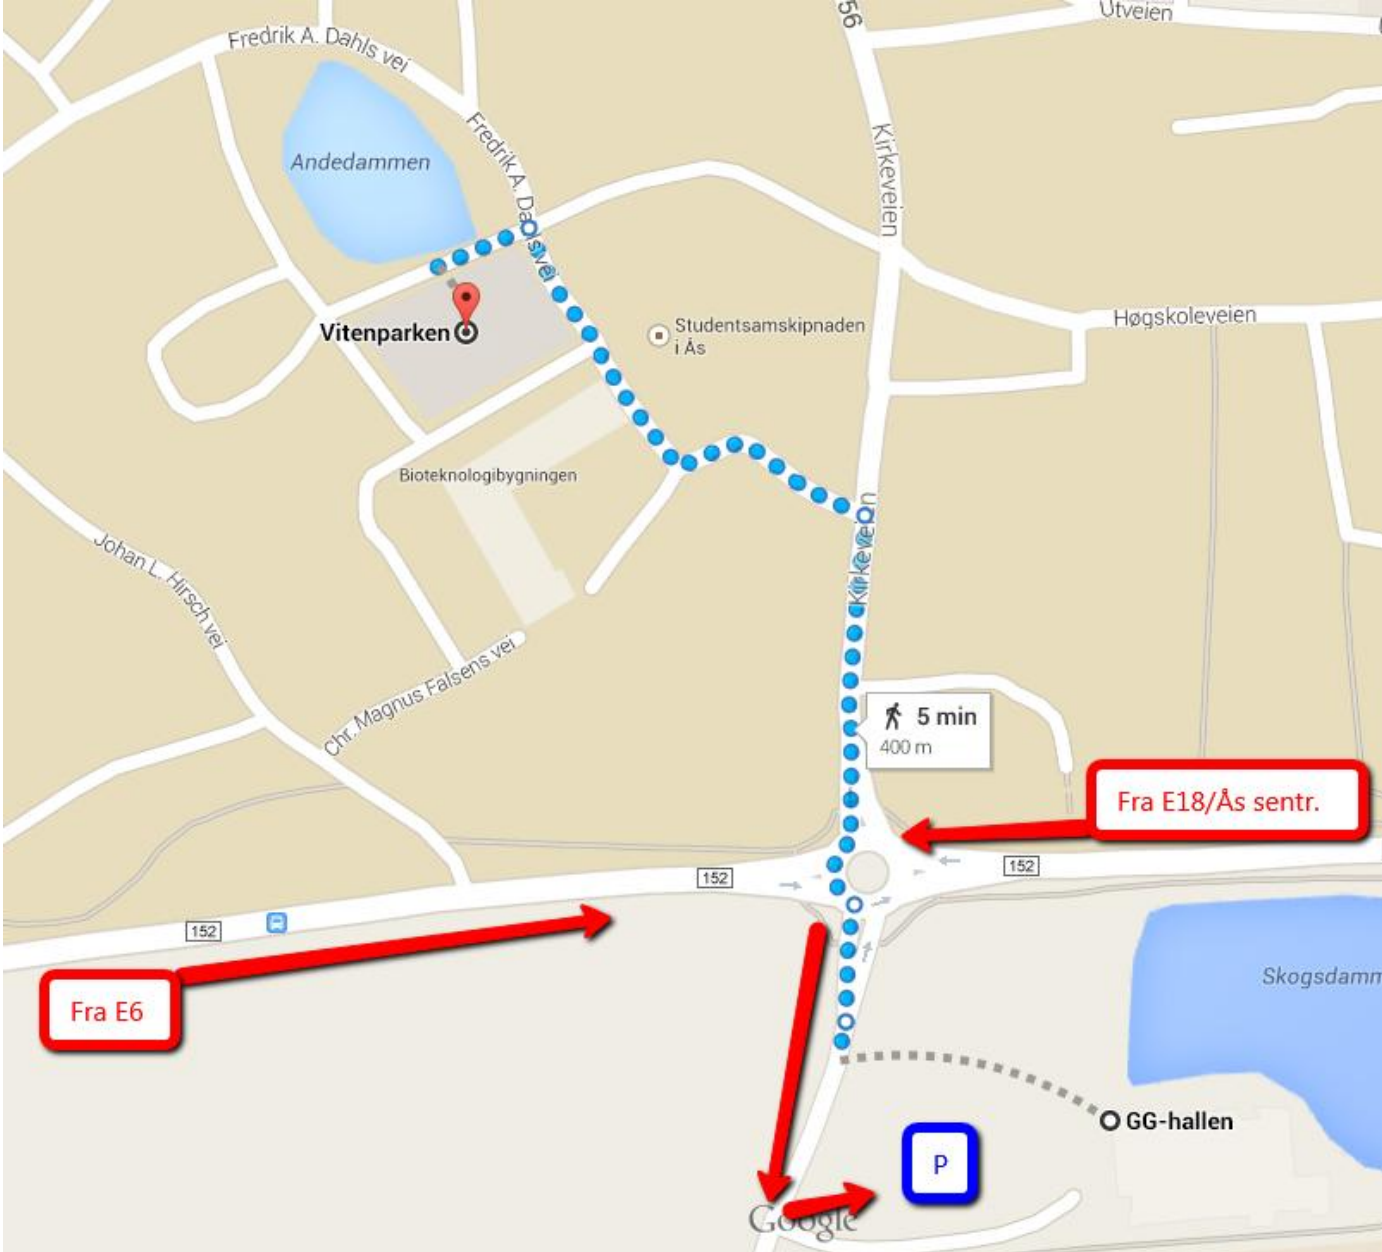 56
Utveien
Fredrik A. Dahls vei
Fredrik A. Dahls vei
Kirkeveien
Andedammen
Vitenparken
Studentsamskipnaden
i Ås
Høgskoleveien
Bioteknologibygningen
Kirkeveien
Johan L. Hirsch vei
Chr. Magnus Falsens vei
5 min
400 m
Fra E18/Ås sentr.
152
152
152
Fra E6
Skogsdamm
GG-hallen
P
Google